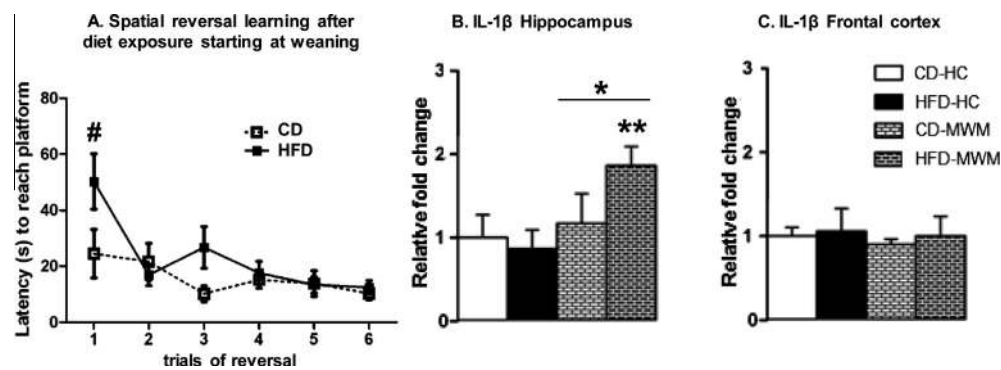 A. Spatial reversal learning after
diet exposure starting at weaning
Latency (s) to reach platform
80
60
40
20
0
#
CD
HFD
1 2 3 4 5 6
trials of reversal
B. IL-1β Hippocampus
Relative fold change
3
2
1
0
*
**
C. IL-1β Frontal cortex
Relative fold change
3
2
1
0
CD-HC
HFD-HC
CD-MWM
HFD-MWM